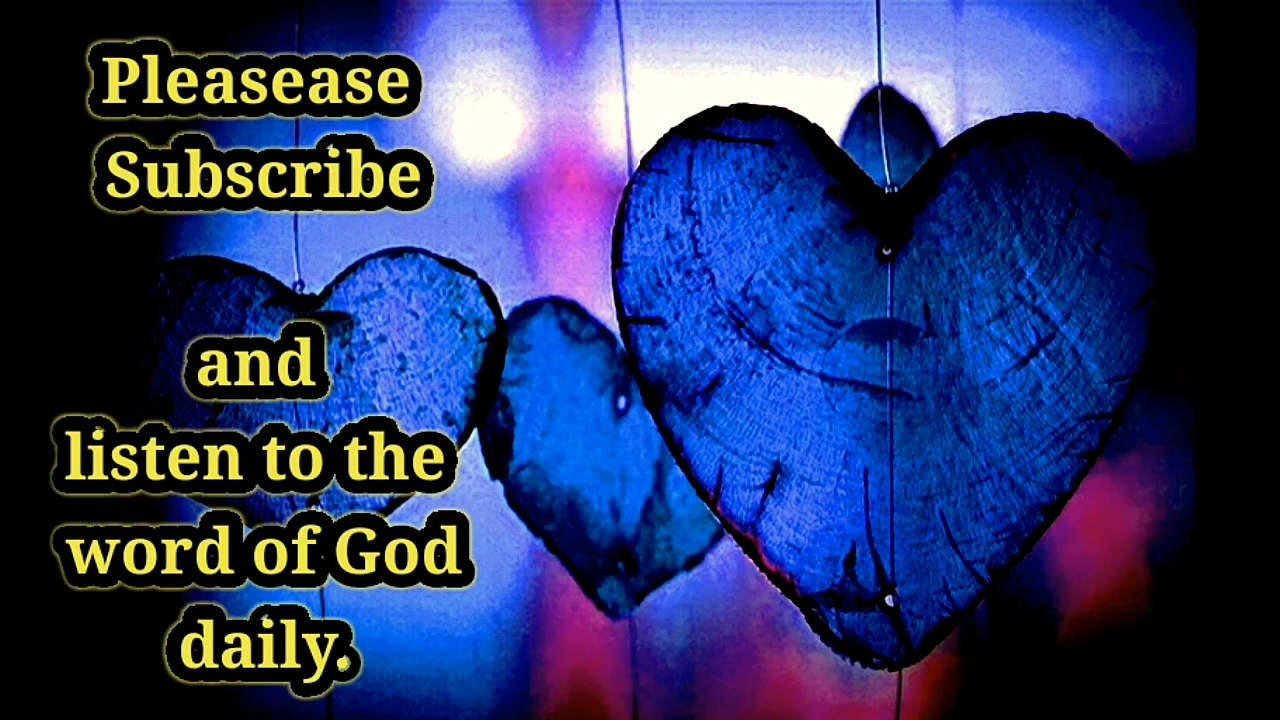 Pleasease
Subscribe
and
listen to the
word of God
daily.